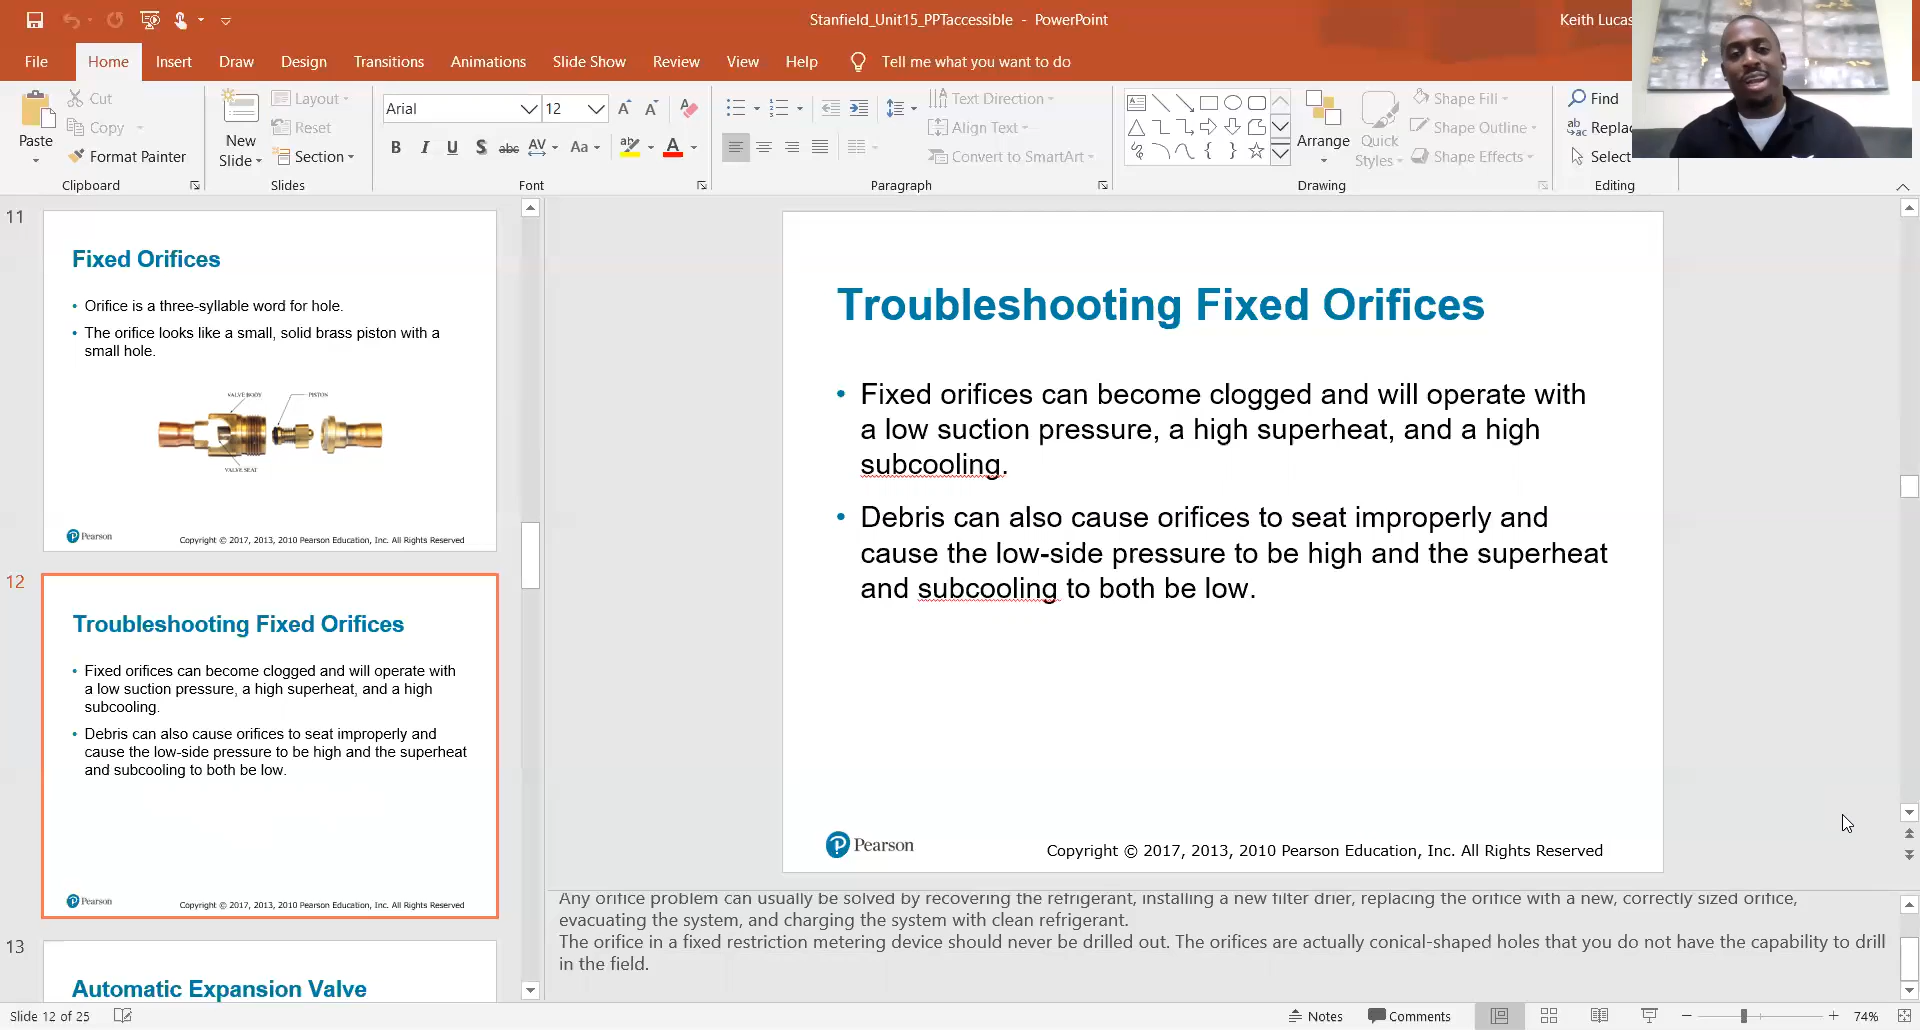 Stanfield_Unit15_PPTaccessible - PowerPoint
Keith Lucas
File Home Insert Draw Design Transitions Animations Slide Show Review View Help Tell me what you want to do
Paste
Cut
Copy
Format Painter
Clipboard
New
Slide
Layout
Reset
Section
Slides
Arial 12
B I U S abc AV Aa A
Font
Text Direction
Align Text
Convert to SmartArt
Paragraph
Arrange
Quick
Styles
Shape Fill
Shape Outline
Shape Effects
Drawing
Find
Replac
Select
Editing
11
Fixed Orifices
• Orifice is a three-syllable word for hole.
• The orifice looks like a small, solid brass piston with a
small hole.
VALVE BODY
PISTON
VALVE SEAT
Pearson
Copyright © 2017, 2013, 2010 Pearson Education, Inc. All Rights Reserved
12
Troubleshooting Fixed Orifices
• Fixed orifices can become clogged and will operate with
a low suction pressure, a high superheat, and a high
subcooling.
• Debris can also cause orifices to seat improperly and
cause the low-side pressure to be high and the superheat
and subcooling to both be low.
Pearson
Copyright © 2017, 2013, 2010 Pearson Education, Inc. All Rights Reserved
13
Automatic Expansion Valve
Troubleshooting Fixed Orifices
• Fixed orifices can become clogged and will operate with
a low suction pressure, a high superheat, and a high
subcooling.
• Debris can also cause orifices to seat improperly and
cause the low-side pressure to be high and the superheat
and subcooling to both be low.
Pearson
Copyright © 2017, 2013, 2010 Pearson Education, Inc. All Rights Reserved
Any orifice problem can usually be solved by recovering the refrigerant, installing a new filter drier, replacing the orifice with a new, correctly sized orifice,
evacuating the system, and charging the system with clean refrigerant.
The orifice in a fixed restriction metering device should never be drilled out. The orifices are actually conical-shaped holes that you do not have the capability to drill
in the field.
Slide 12 of 25
Notes
Comments
74%